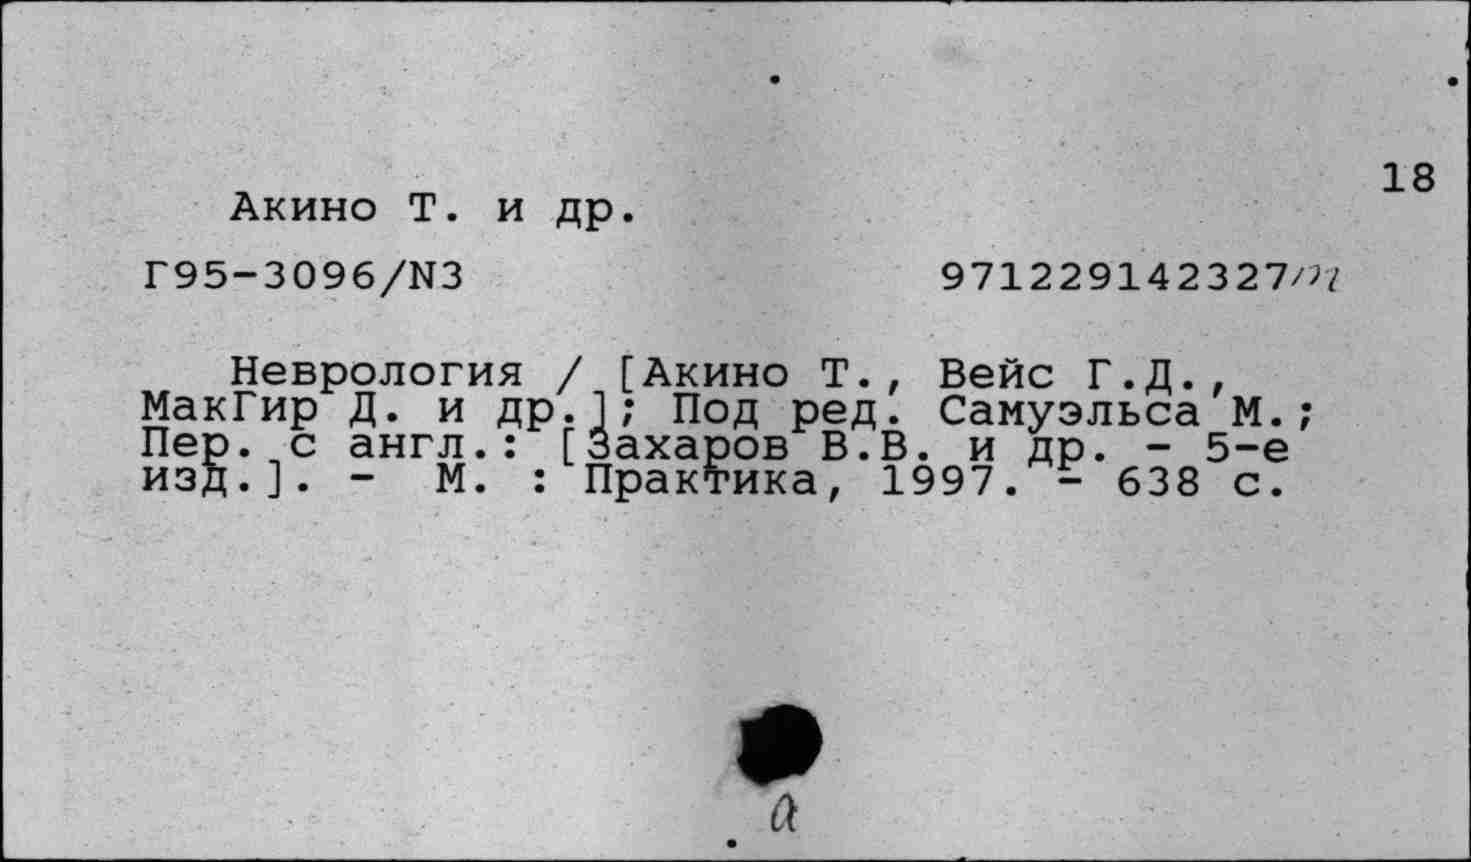 18
Акино Т. и др.
Г95-3096/N3 971229142327
Неврология / [Акино Т., Вейс Г.Д.,
МакГир Д. и др.]; Под ред. Самуэльса М.;
Пер. с англ.: [Захаров В.В. и др. - 5-е
изд.]. - М. : Практика, 1997. - 638 с.
а